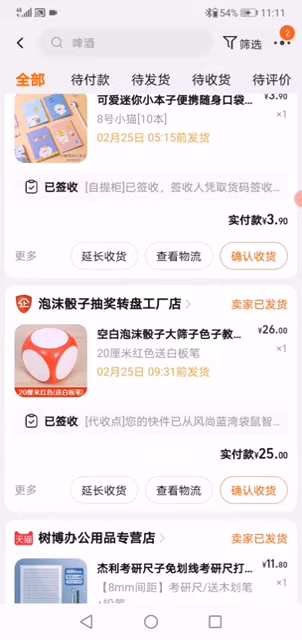 54% 11:11
啤酒
筛选
2
全部 待付款 待发货 待收货 待评价
可爱迷你小本子便携随身口袋... ¥3.90
8号小猫[10本] ×1
02月25日 05:15前发货
已签收 [自提柜]已签收，签收人凭取货码签收...
实付款¥3.90
更多 延长收货 查看物流 确认收货
企 泡沫骰子抽奖转盘工厂店 卖家已发货
空白泡沫骰子大筛子色子教... ¥26.00
20厘米红色送白板笔 ×1
02月25日 09:31前发货
20厘米红色(送白板笔)
已签收 [代收点]您的快件已从风尚蓝湾袋鼠智...
实付款¥25.00
更多 延长收货 查看物流 确认收货
天猫 树博办公用品专营店 卖家已发货
杰利考研尺子免划线考研尺打... ¥11.80
【8mm间距】考研尺/送木刻笔 ×1